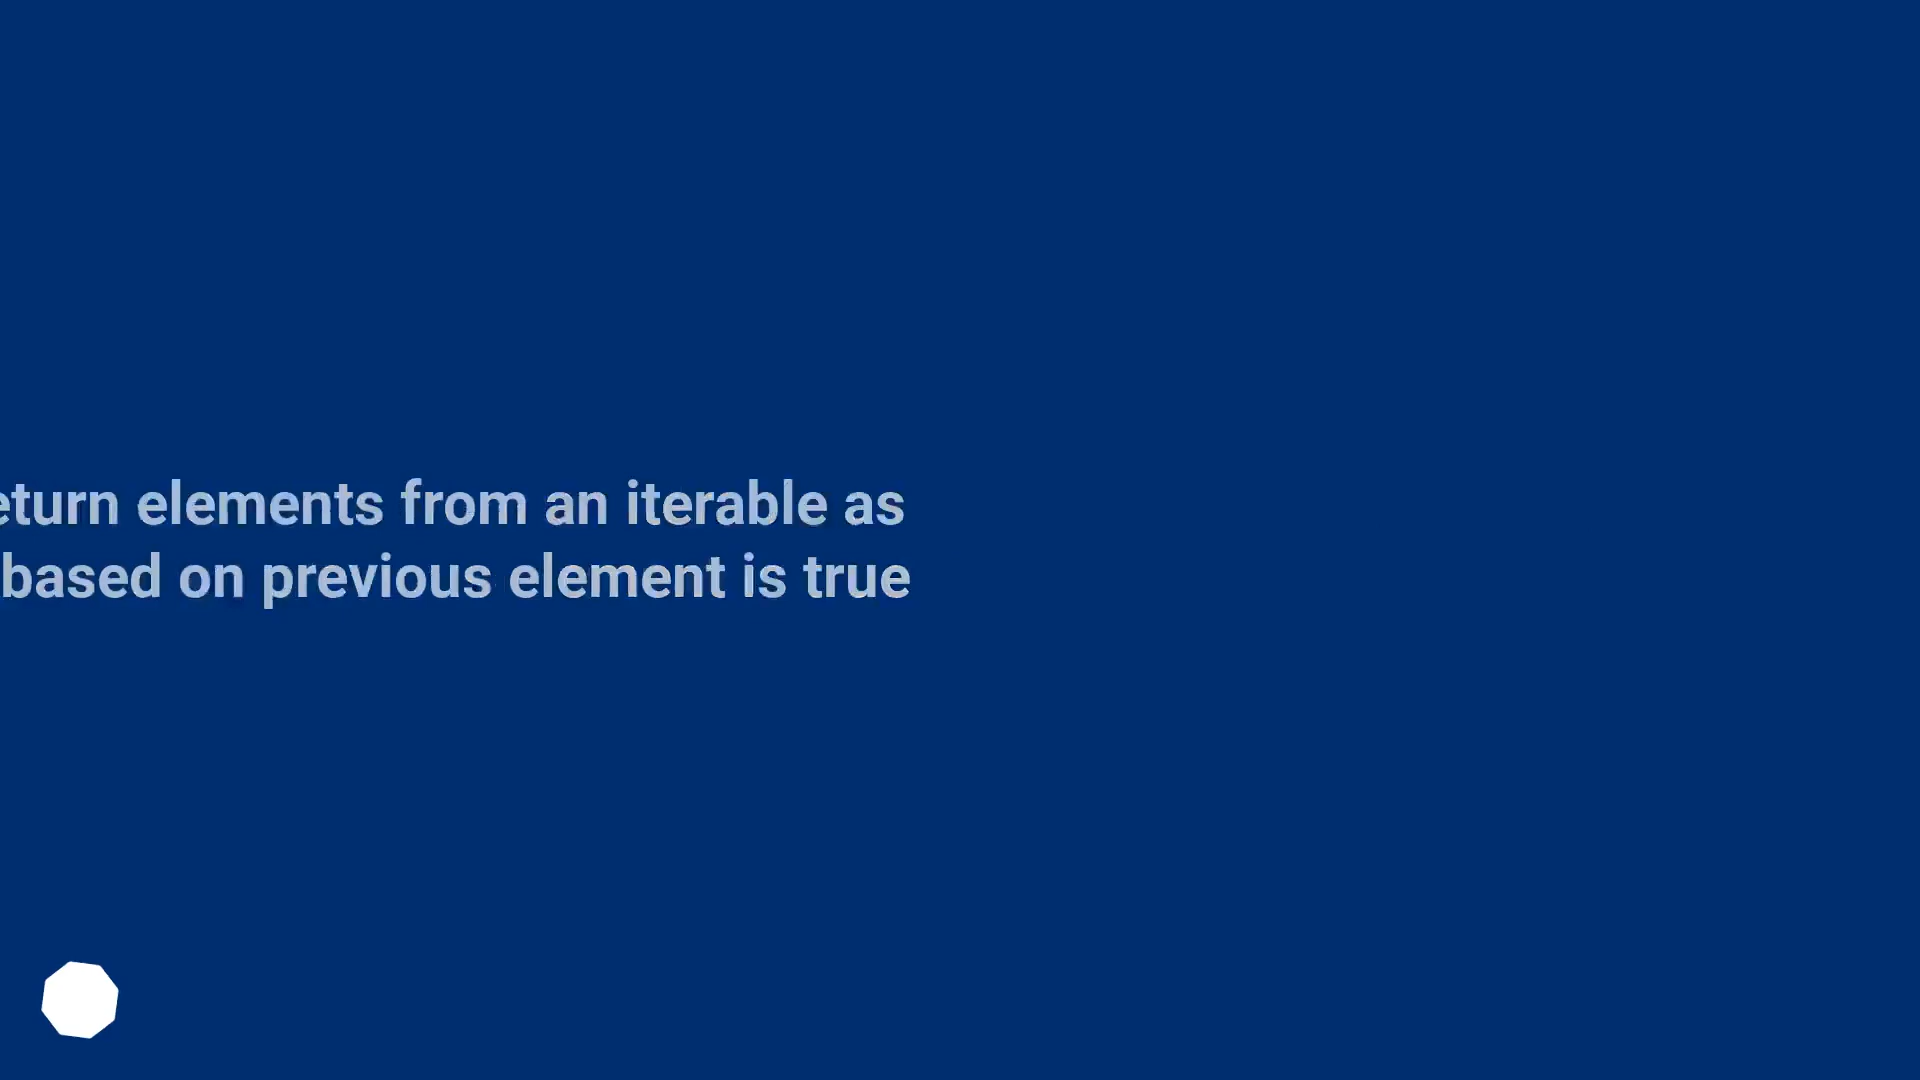 eturn elements from an iterable as
based on previous element is true